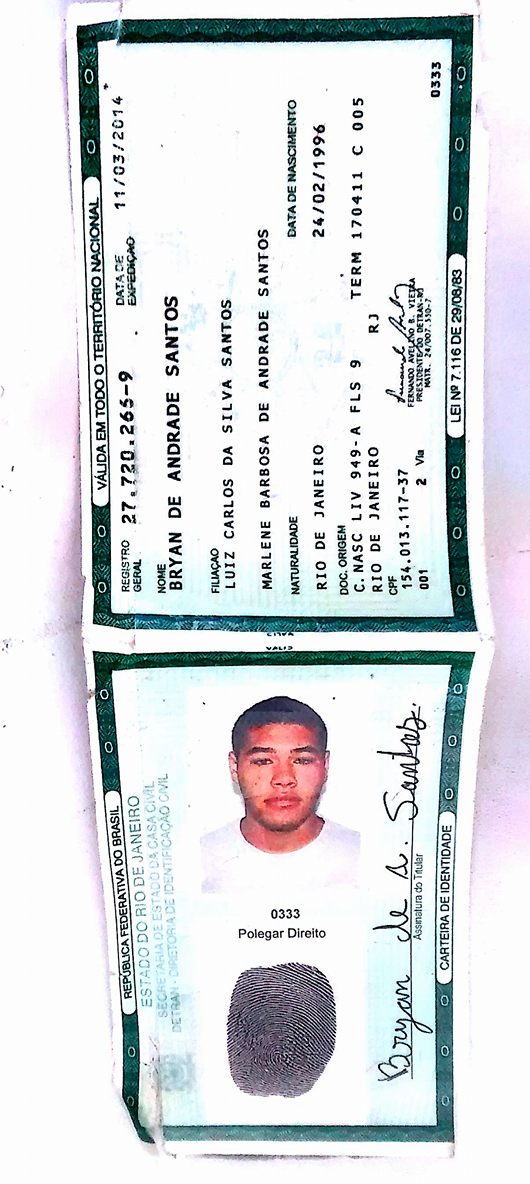 REPÚBLICA FEDERATIVA DO BRASIL
ESTADO DO RIO DE JANEIRO
SECRETARIA DE ESTADO DA CASA CIVIL
DETRAN - DIRETORIA DE IDENTIFICAÇÃO CIVIL
0333
Polegar Direito
Bryan de A. Santos.
Assinatura do Titular
CARTEIRA DE IDENTIDADE
VÁLIDA EM TODO O TERRITÓRIO NACIONAL
REGISTRO GERAL 27.720.265-9 DATA DE EXPEDIÇÃO 11/03/2014
NOME
BRYAN DE ANDRADE SANTOS
FILIAÇÃO
LUIZ CARLOS DA SILVA SANTOS
MARLENE BARBOSA DE ANDRADE SANTOS
NATURALIDADE DATA DE NASCIMENTO
RIO DE JANEIRO 24/02/1996
DOC. ORIGEM
C. NASC LIV 949-A FLS 9 TERM 170411 C 005
RIO DE JANEIRO RJ
CPF
154.013.117-37
001 2 Via
FERNANDO AVELINO B. VIEIRA
PRESIDENTE DO DETRAN-RJ
MATR. 24/007.550-7
0333
LEI Nº 7.116 DE 29/08/83